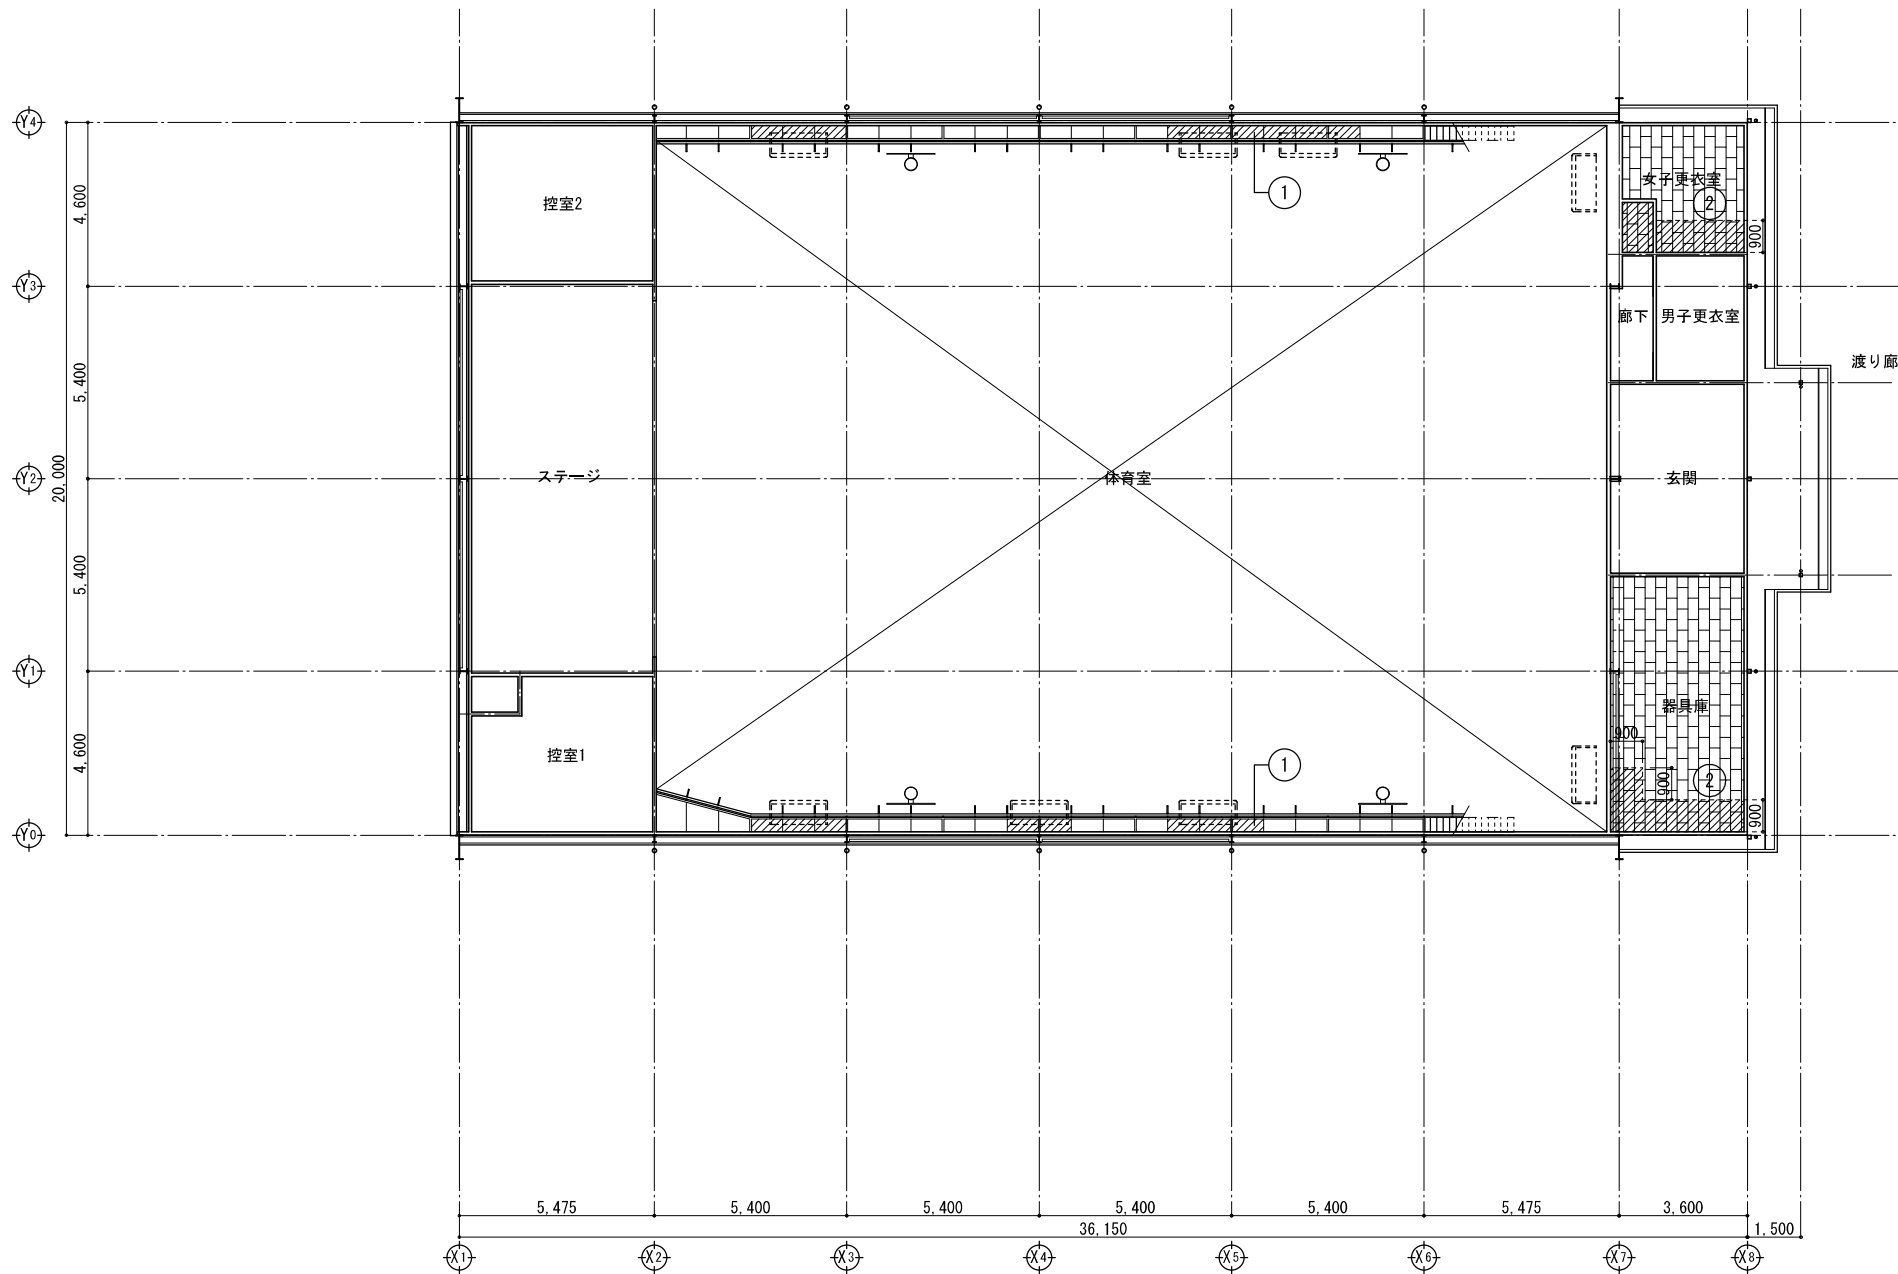 Y4
Y3
Y2
Y1
Y0
4,600
5,400
5,400
4,600
20,000
控室2
ステージ
控室1
体育室
1
1
女子更衣室
2
900
廊下
男子更衣室
渡り廊
玄関
器具庫
900
900
2
900
5,475
5,400
5,400
5,400
5,400
5,475
3,600
36,150
1,500
X1
X2
X3
X4
X5
X6
X7
X8